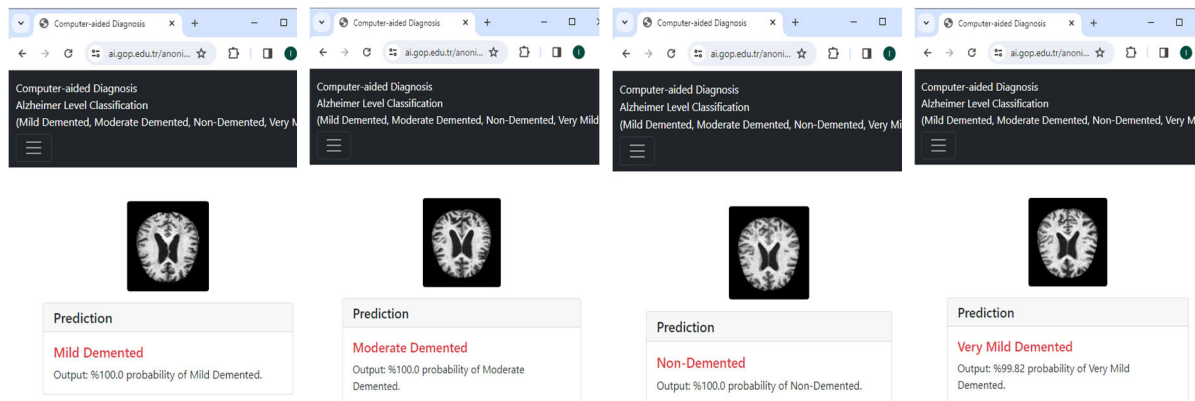 Computer-aided Diagnosis
ai.gop.edu.tr/anoni...
Computer-aided Diagnosis
Alzheimer Level Classification
(Mild Demented, Moderate Demented, Non-Demented, Very M
Prediction
Mild Demented
Output: %100.0 probability of Mild Demented.
Computer-aided Diagnosis
ai.gop.edu.tr/anoni...
Computer-aided Diagnosis
Alzheimer Level Classification
(Mild Demented, Moderate Demented, Non-Demented, Very Mild
Prediction
Moderate Demented
Output: %100.0 probability of Moderate
Demented.
Computer-aided Diagnosis
ai.gop.edu.tr/anoni...
Computer-aided Diagnosis
Alzheimer Level Classification
(Mild Demented, Moderate Demented, Non-Demented, Very Mi
Prediction
Non-Demented
Output: %100.0 probability of Non-Demented.
Computer-aided Diagnosis
ai.gop.edu.tr/anoni...
Computer-aided Diagnosis
Alzheimer Level Classification
(Mild Demented, Moderate Demented, Non-Demented, Very M
Prediction
Very Mild Demented
Output: %99.82 probability of Very Mild
Demented.